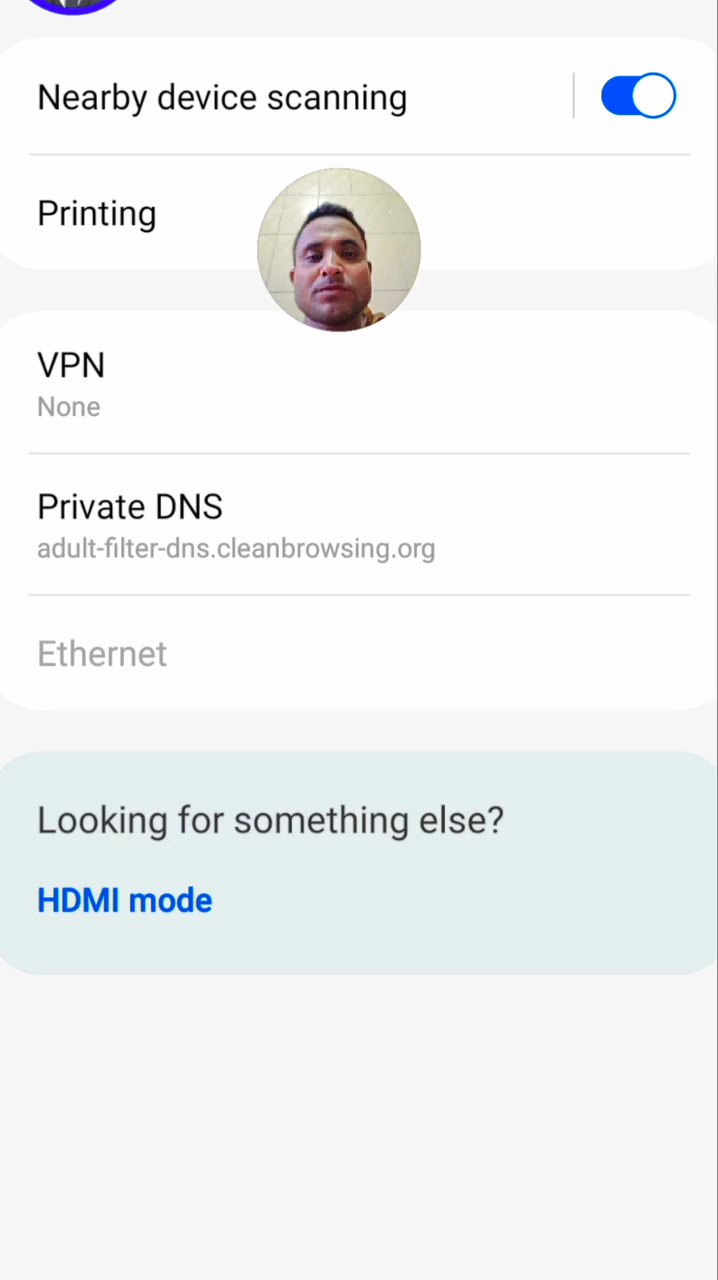 Nearby device scanning
Printing
VPN
None
Private DNS
adult-filter-dns.cleanbrowsing.org
Ethernet
Looking for something else?
HDMI mode